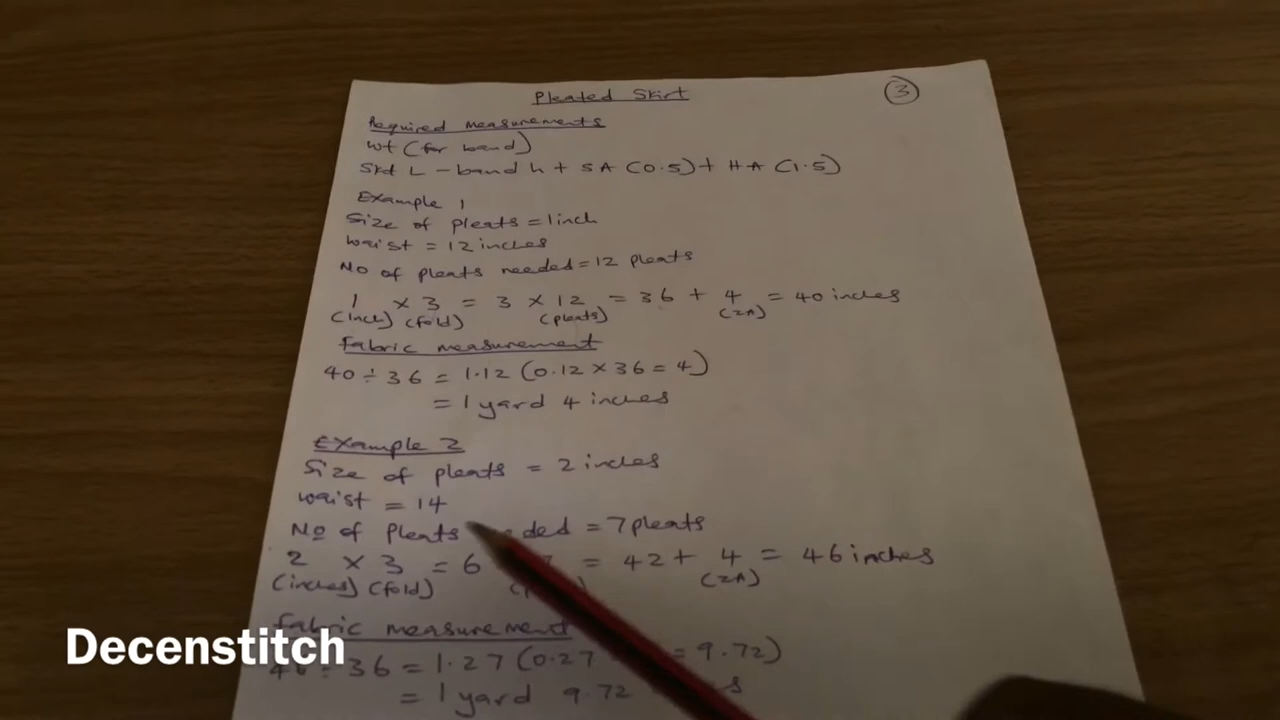 Pleated Skirt
3
Required measurements
Wt (for band)
Skt L - band h + SA (0.5) + HA (1.5)
Example 1
Size of pleats = 1inch
waist = 12 inches
No of pleats needed = 12 pleats
1 x 3 = 3 x 12 = 36 + 4 = 40 inches
(inch) (fold) (pleats) (ZA)
Fabric measurement
40 ÷ 36 = 1.12 (0.12 x 36 = 4)
= 1 yard 4 inches
Example 2
Size of pleats = 2 inches
waist = 14
No of pleats = 7 pleats
2 x 3 = 6 = 42 + 4 = 46 inches
(inches) (fold) (ZA)
Fabric measurement
46 ÷ 36 = 1.27 (0.27 = 9.72)
= 1 yard 9.72
Decenstitch